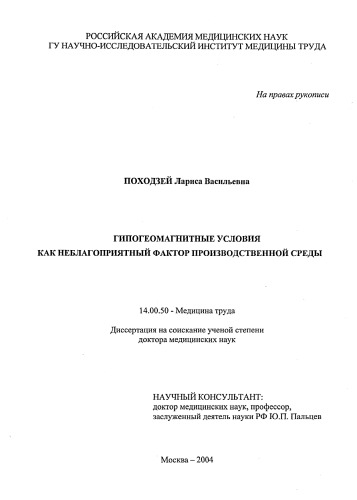 РОССИЙСКАЯ АКАДЕМИЯ МЕДИЦИНСКИХ НАУК
ГУ НАУЧНО-ИССЛЕДОВАТЕЛЬСКИЙ ИНСТИТУТ МЕДИЦИНЫ ТРУДА
На правах рукописи
ПОХОДЗЕЙ Лариса Васильевна
ГИПОГЕОМАГНИТНЫЕ УСЛОВИЯ
КАК НЕБЛАГОПРИЯТНЫЙ ФАКТОР ПРОИЗВОДСТВЕННОЙ СРЕДЫ
14.00.50 - Медицина труда
Диссертация на соискание ученой степени
доктора медицинских наук
НАУЧНЫЙ КОНСУЛЬТАНТ:
доктор медицинских наук, профессор,
заслуженный деятель науки РФ Ю.П. Пальцев
Москва – 2004